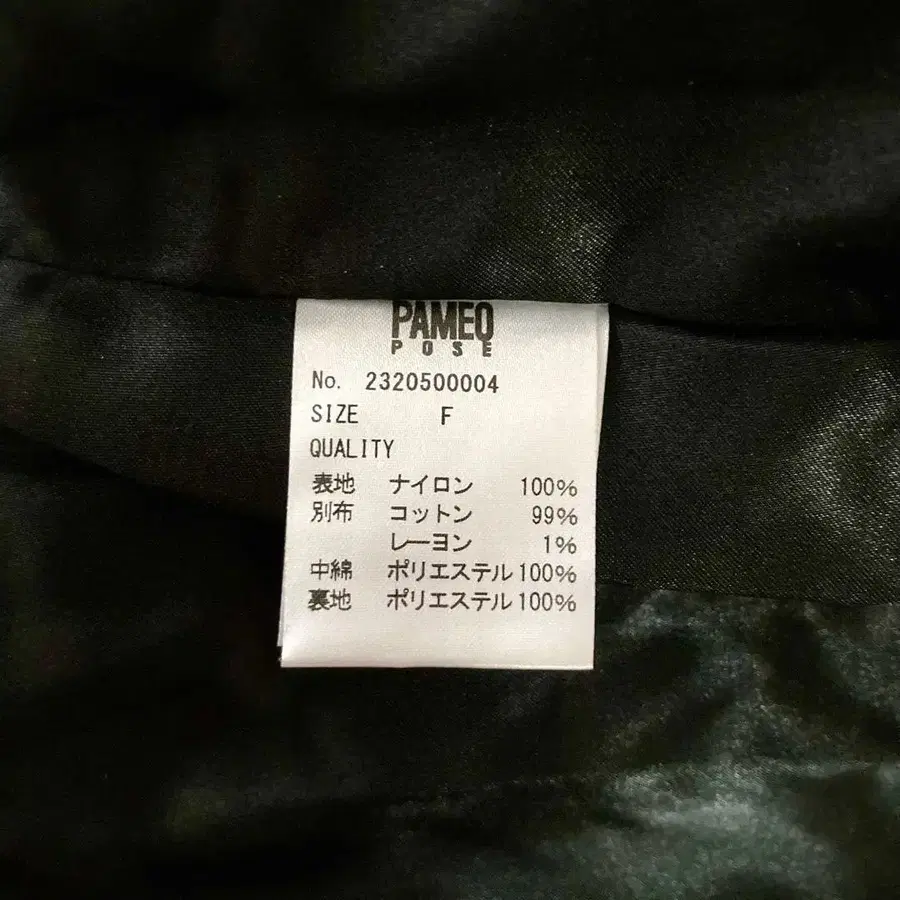 PAMEO
POSE
No. 2320500004
SIZE F
QUALITY
表地 ナイロン 100%
別布 コットン 99%
レーヨン 1%
中綿 ポリエステル 100%
裏地 ポリエステル 100%